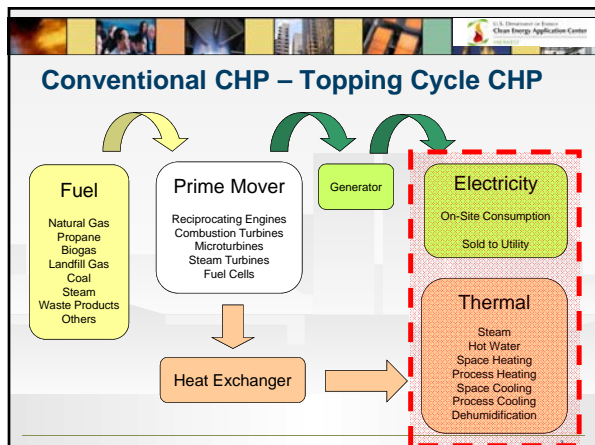 U.S. Department of Energy
Clean Energy Application Center
Conventional CHP – Topping Cycle CHP
Fuel
Natural Gas
Propane
Biogas
Landfill Gas
Coal
Steam
Waste Products
Others
Prime Mover
Reciprocating Engines
Combustion Turbines
Microturbines
Steam Turbines
Fuel Cells
Generator
Electricity
On-Site Consumption
Sold to Utility
Heat Exchanger
Thermal
Steam
Hot Water
Space Heating
Process Heating
Space Cooling
Process Cooling
Dehumidification